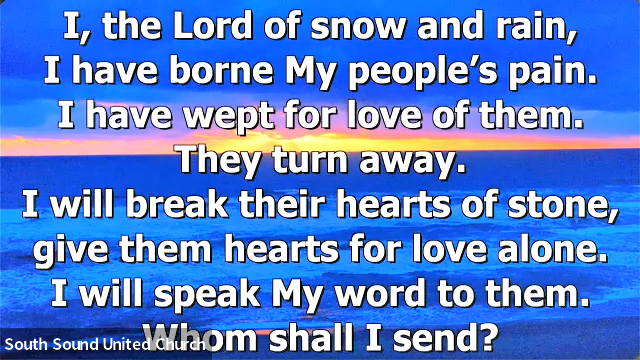 I, the Lord of snow and rain,
I have borne My people’s pain.
I have wept for love of them.
They turn away.
I will break their hearts of stone,
give them hearts for love alone.
I will speak My word to them.
Whom shall I send?
South Sound United Church